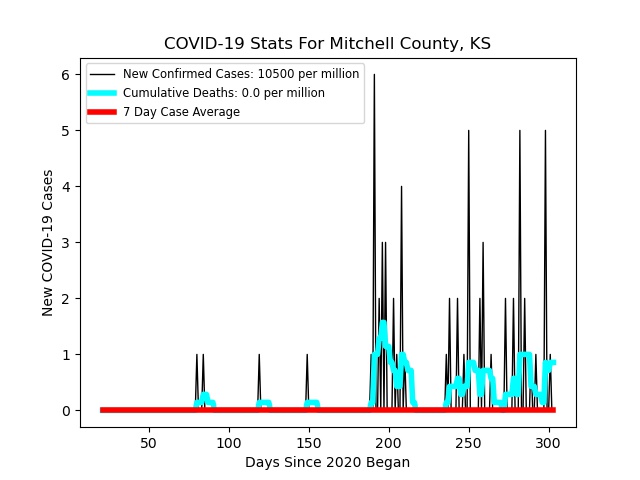 COVID-19 Stats For Mitchell County, KS
New Confirmed Cases: 10500 per million
Cumulative Deaths: 0.0 per million
7 Day Case Average
New COVID-19 Cases
6
5
4
3
2
1
0
50 100 150 200 250 300
Days Since 2020 Began